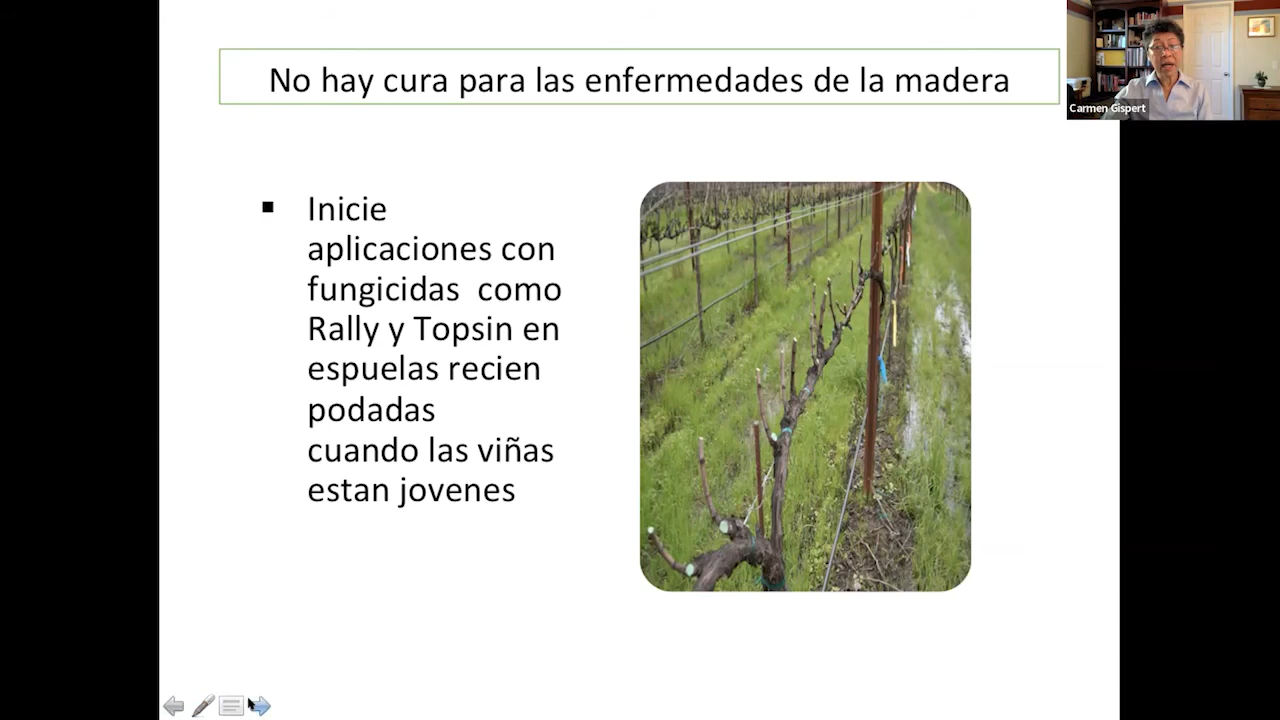 No hay cura para las enfermedades de la madera
Carmen Gispert
▪ Inicie
aplicaciones con
fungicidas  como
Rally y Topsin en
espuelas recien
podadas
cuando las viñas
estan jovenes